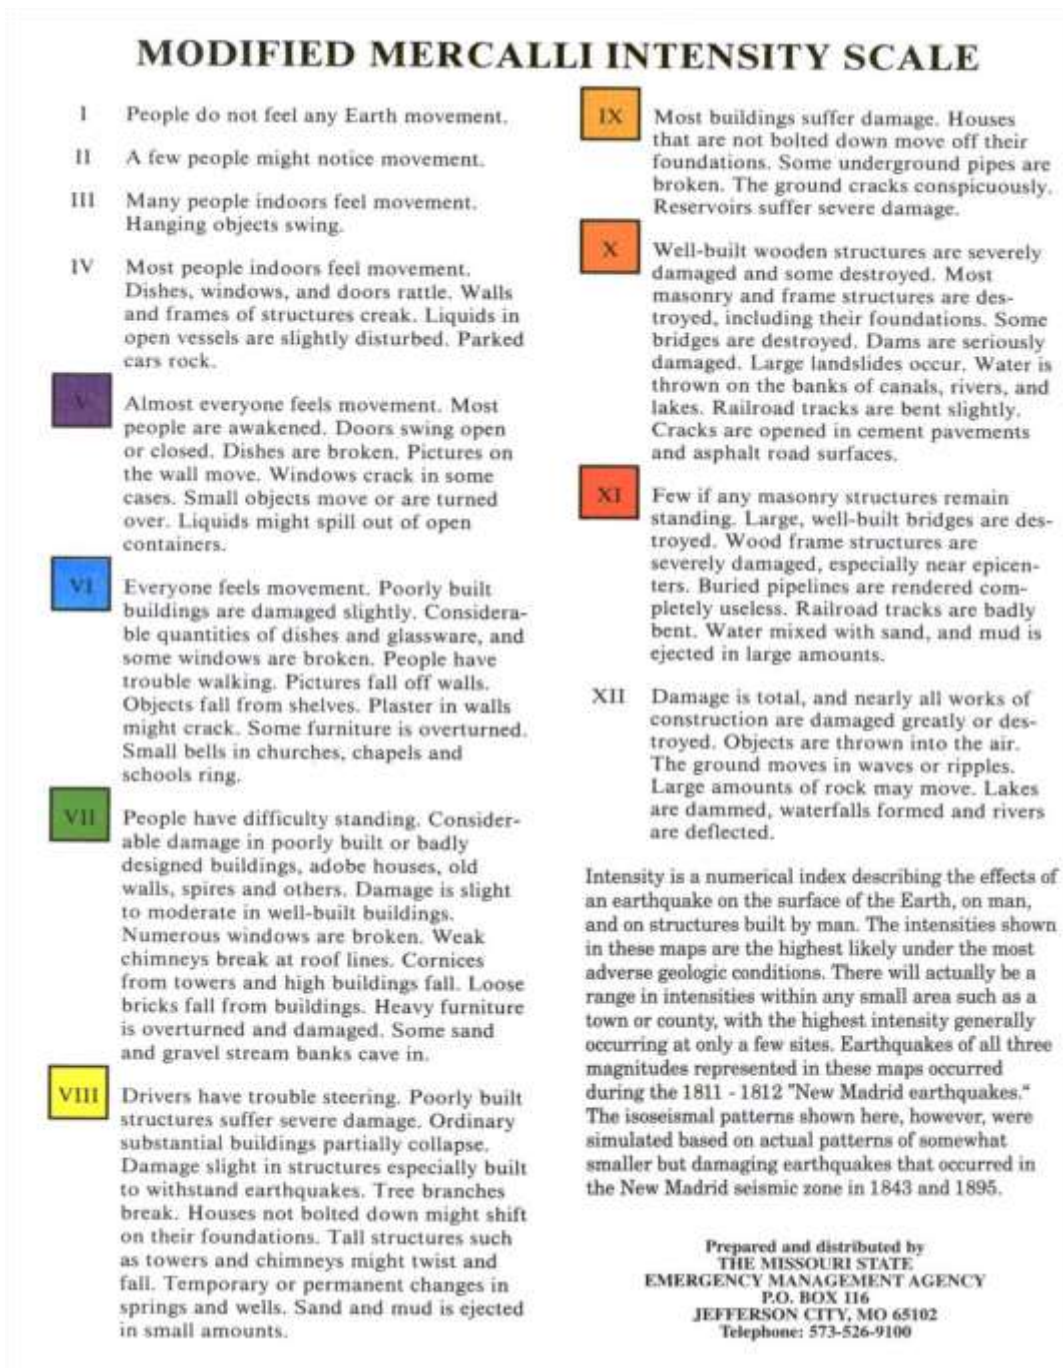 MODIFIED MERCALLI INTENSITY SCALE
I People do not feel any Earth movement.
II A few people might notice movement.
III Many people indoors feel movement.
Hanging objects swing.
IV Most people indoors feel movement.
Dishes, windows, and doors rattle. Walls
and frames of structures creak. Liquids in
open vessels are slightly disturbed. Parked
cars rock.
V Almost everyone feels movement. Most
people are awakened. Doors swing open
or closed. Dishes are broken. Pictures on
the wall move. Windows crack in some
cases. Small objects move or are turned
over. Liquids might spill out of open
containers.
VI Everyone feels movement. Poorly built
buildings are damaged slightly. Considera-
ble quantities of dishes and glassware, and
some windows are broken. People have
trouble walking. Pictures fall off walls.
Objects fall from shelves. Plaster in walls
might crack. Some furniture is overturned.
Small bells in churches, chapels and
schools ring.
VII People have difficulty standing. Consider-
able damage in poorly built or badly
designed buildings, adobe houses, old
walls, spires and others. Damage is slight
to moderate in well-built buildings.
Numerous windows are broken. Weak
chimneys break at roof lines. Cornices
from towers and high buildings fall. Loose
bricks fall from buildings. Heavy furniture
is overturned and damaged. Some sand
and gravel stream banks cave in.
VIII Drivers have trouble steering. Poorly built
structures suffer severe damage. Ordinary
substantial buildings partially collapse.
Damage slight in structures especially built
to withstand earthquakes. Tree branches
break. Houses not bolted down might shift
on their foundations. Tall structures such
as towers and chimneys might twist and
fall. Temporary or permanent changes in
springs and wells. Sand and mud is ejected
in small amounts.
IX Most buildings suffer damage. Houses
that are not bolted down move off their
foundations. Some underground pipes are
broken. The ground cracks conspicuously.
Reservoirs suffer severe damage.
X Well-built wooden structures are severely
damaged and some destroyed. Most
masonry and frame structures are des-
troyed, including their foundations. Some
bridges are destroyed. Dams are seriously
damaged. Large landslides occur. Water is
thrown on the banks of canals, rivers, and
lakes. Railroad tracks are bent slightly.
Cracks are opened in cement pavements
and asphalt road surfaces.
XI Few if any masonry structures remain
standing. Large, well-built bridges are des-
troyed. Wood frame structures are
severely damaged, especially near epicen-
ters. Buried pipelines are rendered com-
pletely useless. Railroad tracks are badly
bent. Water mixed with sand, and mud is
ejected in large amounts.
XII Damage is total, and nearly all works of
construction are damaged greatly or des-
troyed. Objects are thrown into the air.
The ground moves in waves or ripples.
Large amounts of rock may move. Lakes
are dammed, waterfalls formed and rivers
are deflected.
Intensity is a numerical index describing the effects of
an earthquake on the surface of the Earth, on man,
and on structures built by man. The intensities shown
in these maps are the highest likely under the most
adverse geologic conditions. There will actually be a
range in intensities within any small area such as a
town or county, with the highest intensity generally
occurring at only a few sites. Earthquakes of all three
magnitudes represented in these maps occurred
during the 1811 - 1812 "New Madrid earthquakes."
The isoseismal patterns shown here, however, were
simulated based on actual patterns of somewhat
smaller but damaging earthquakes that occurred in
the New Madrid seismic zone in 1843 and 1895.
Prepared and distributed by
THE MISSOURI STATE
EMERGENCY MANAGEMENT AGENCY
P.O. BOX 116
JEFFERSON CITY, MO 65102
Telephone: 573-526-9100